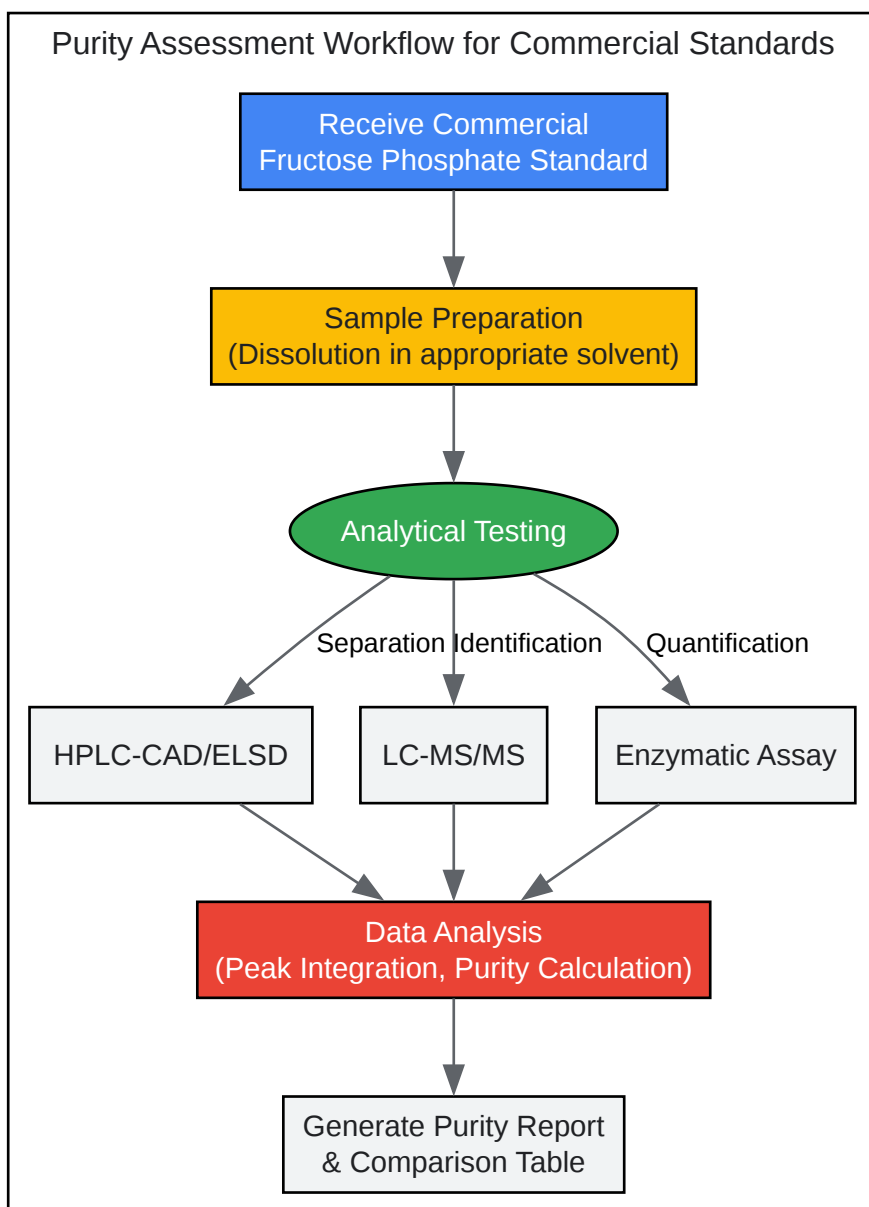 Purity Assessment Workflow for Commercial Standards
Receive Commercial
Fructose Phosphate Standard
Sample Preparation
(Dissolution in appropriate solvent)
Analytical Testing
Separation
Identification
Quantification
HPLC-CAD/ELSD
LC-MS/MS
Enzymatic Assay
Data Analysis
(Peak Integration, Purity Calculation)
Generate Purity Report
& Comparison Table